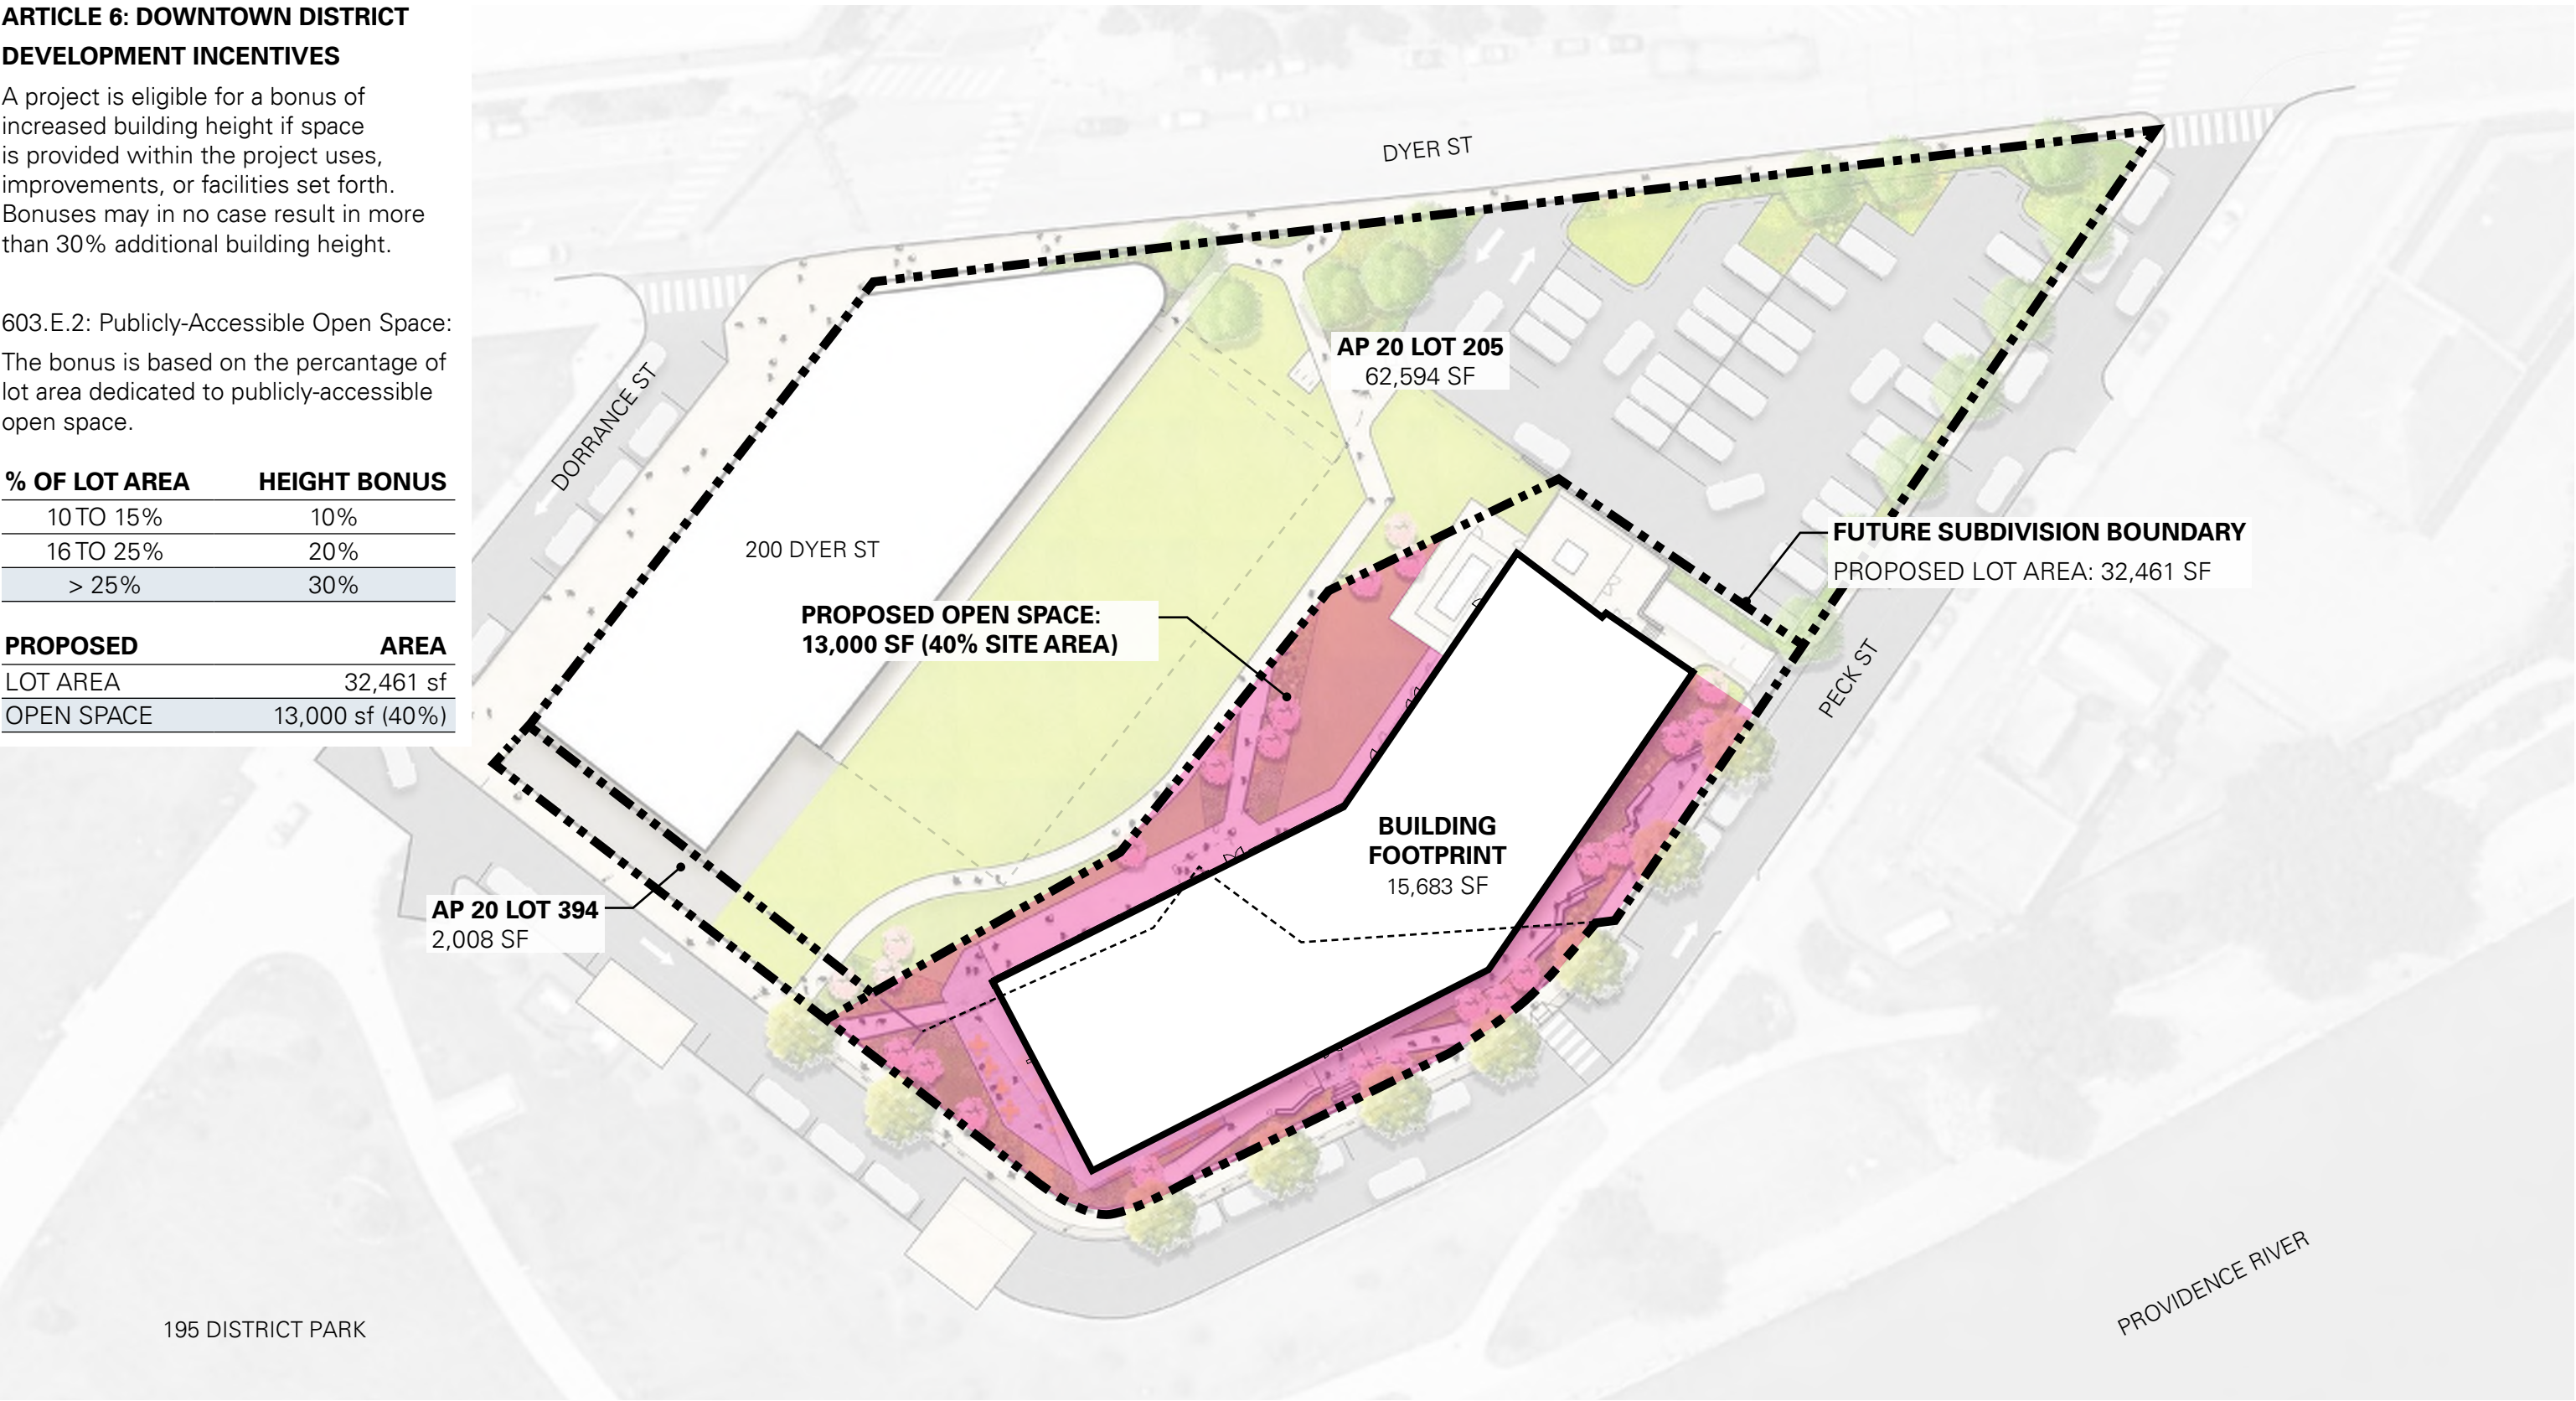 ARTICLE 6: DOWNTOWN DISTRICT
DEVELOPMENT INCENTIVES
A project is eligible for a bonus of
increased building height if space
is provided within the project uses,
improvements, or facilities set forth.
Bonuses may in no case result in more
than 30% additional building height.
603.E.2: Publicly-Accessible Open Space:
The bonus is based on the percantage of
lot area dedicated to publicly-accessible
open space.
% OF LOT AREA HEIGHT BONUS
10 TO 15% 10%
16 TO 25% 20%
> 25% 30%
PROPOSED AREA
LOT AREA 32,461 sf
OPEN SPACE 13,000 sf (40%)
DYER ST
DORRANCE ST
AP 20 LOT 205
62,594 SF
200 DYER ST
FUTURE SUBDIVISION BOUNDARY
PROPOSED LOT AREA: 32,461 SF
PROPOSED OPEN SPACE:
13,000 SF (40% SITE AREA)
PECK ST
BUILDING
FOOTPRINT
15,683 SF
AP 20 LOT 394
2,008 SF
195 DISTRICT PARK
PROVIDENCE RIVER